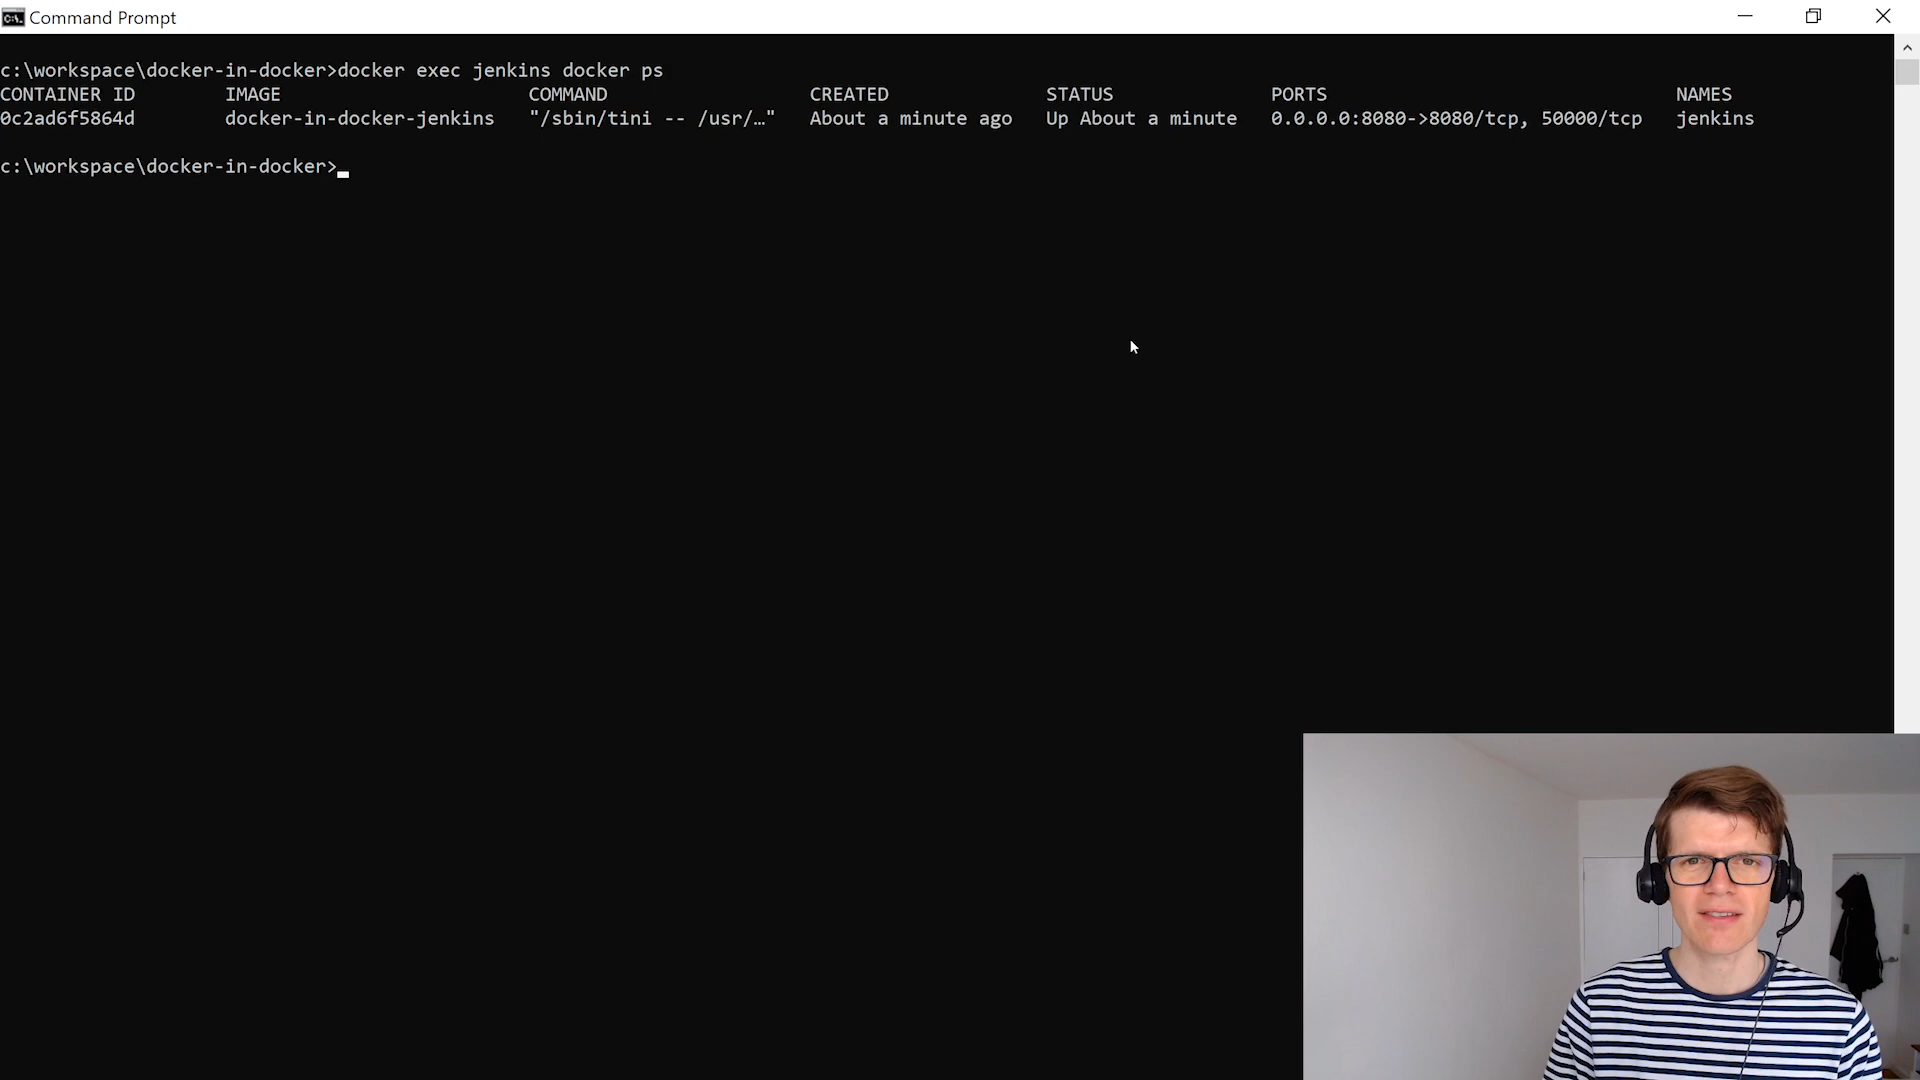 Command Prompt
c:\workspace\docker-in-docker>docker exec jenkins docker ps
CONTAINER ID IMAGE COMMAND CREATED STATUS PORTS NAMES
0c2ad6f5864d docker-in-docker-jenkins "/sbin/tini -- /usr/…" About a minute ago Up About a minute 0.0.0.0:8080->8080/tcp, 50000/tcp jenkins
c:\workspace\docker-in-docker>